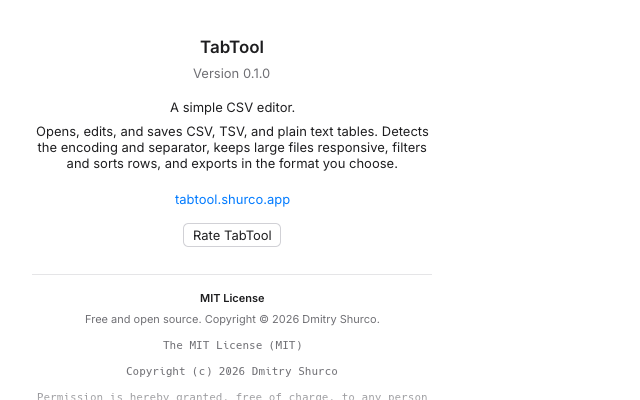 TabTool
Version 0.1.0
A simple CSV editor.
Opens, edits, and saves CSV, TSV, and plain text tables. Detects
the encoding and separator, keeps large files responsive, filters
and sorts rows, and exports in the format you choose.
tabtool.shurco.app
Rate TabTool
MIT License
Free and open source. Copyright © 2026 Dmitry Shurco.
The MIT License (MIT)
Copyright (c) 2026 Dmitry Shurco
Permission is hereby granted, free of charge, to any person